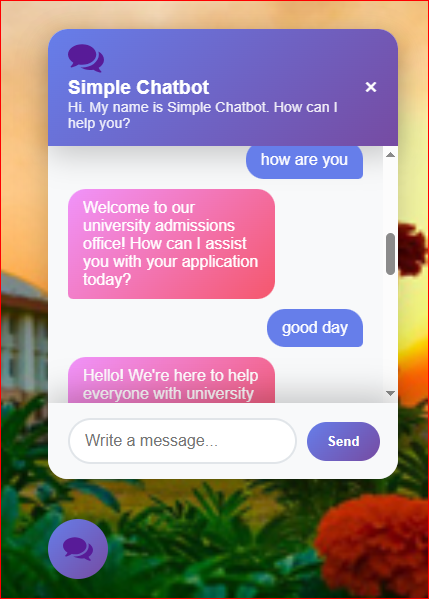 Simple Chatbot
×
Hi. My name is Simple Chatbot. How can I
help you?
how are you
Welcome to our
university admissions
office! How can I assist
you with your application
today?
good day
Hello! We're here to help
everyone with university
Write a message...
Send